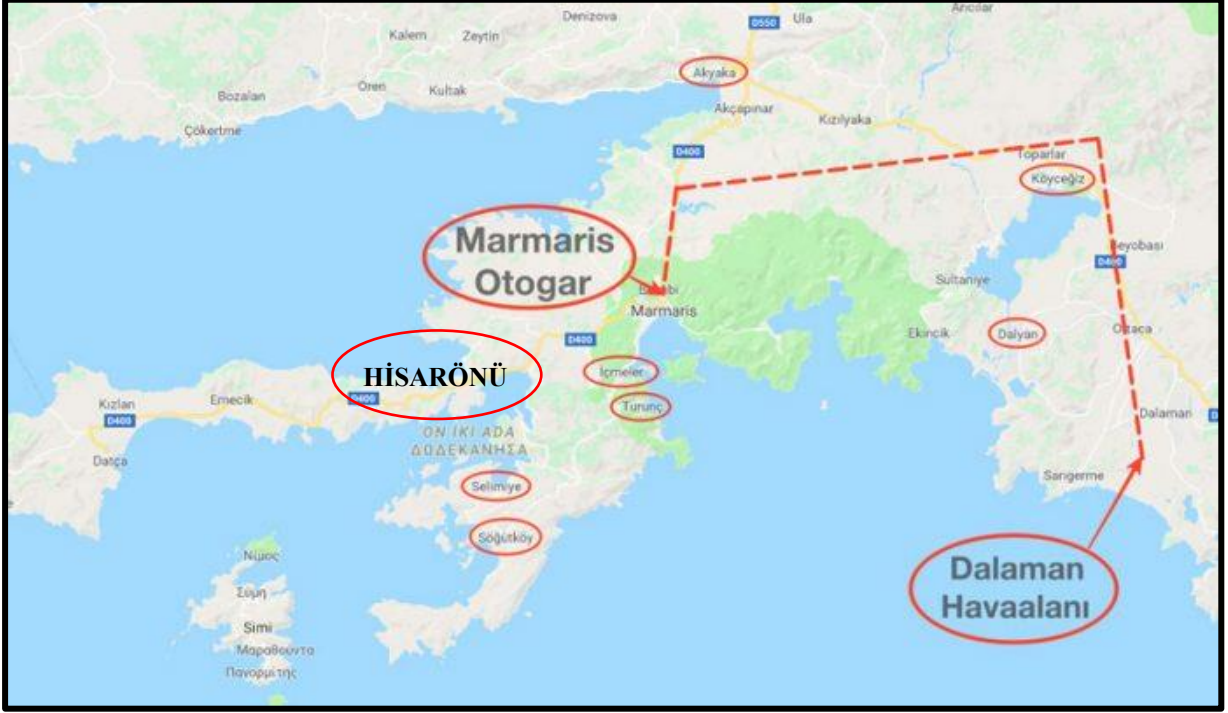 Denizova
D550
Ula
Arıcılar
Kalem
Zeytin
Akyaka
Ören
Kultak
Bozalan
Akçapınar
Kızılyaka
Çökertme
D400
Toparlar
Köyceğiz
Marmaris
Otogar
Beyobası
D400
Sultaniye
Marmaris
Ekincik
Dalyan
Ortaca
D400
İçmeler
HİSARÖNÜ
D400
Emecik
Kızlan
D400
Turunç
Dalaman
D
ON İKİ ADA
ΔΩΔΕΚΑΝΗΣΑ
Datça
Selimiye
Sarıgerme
Söğütköy
Νίμος
Dalaman
Havaalanı
Σύμη
Simi
Μαραθούντα
Πανορμίτης